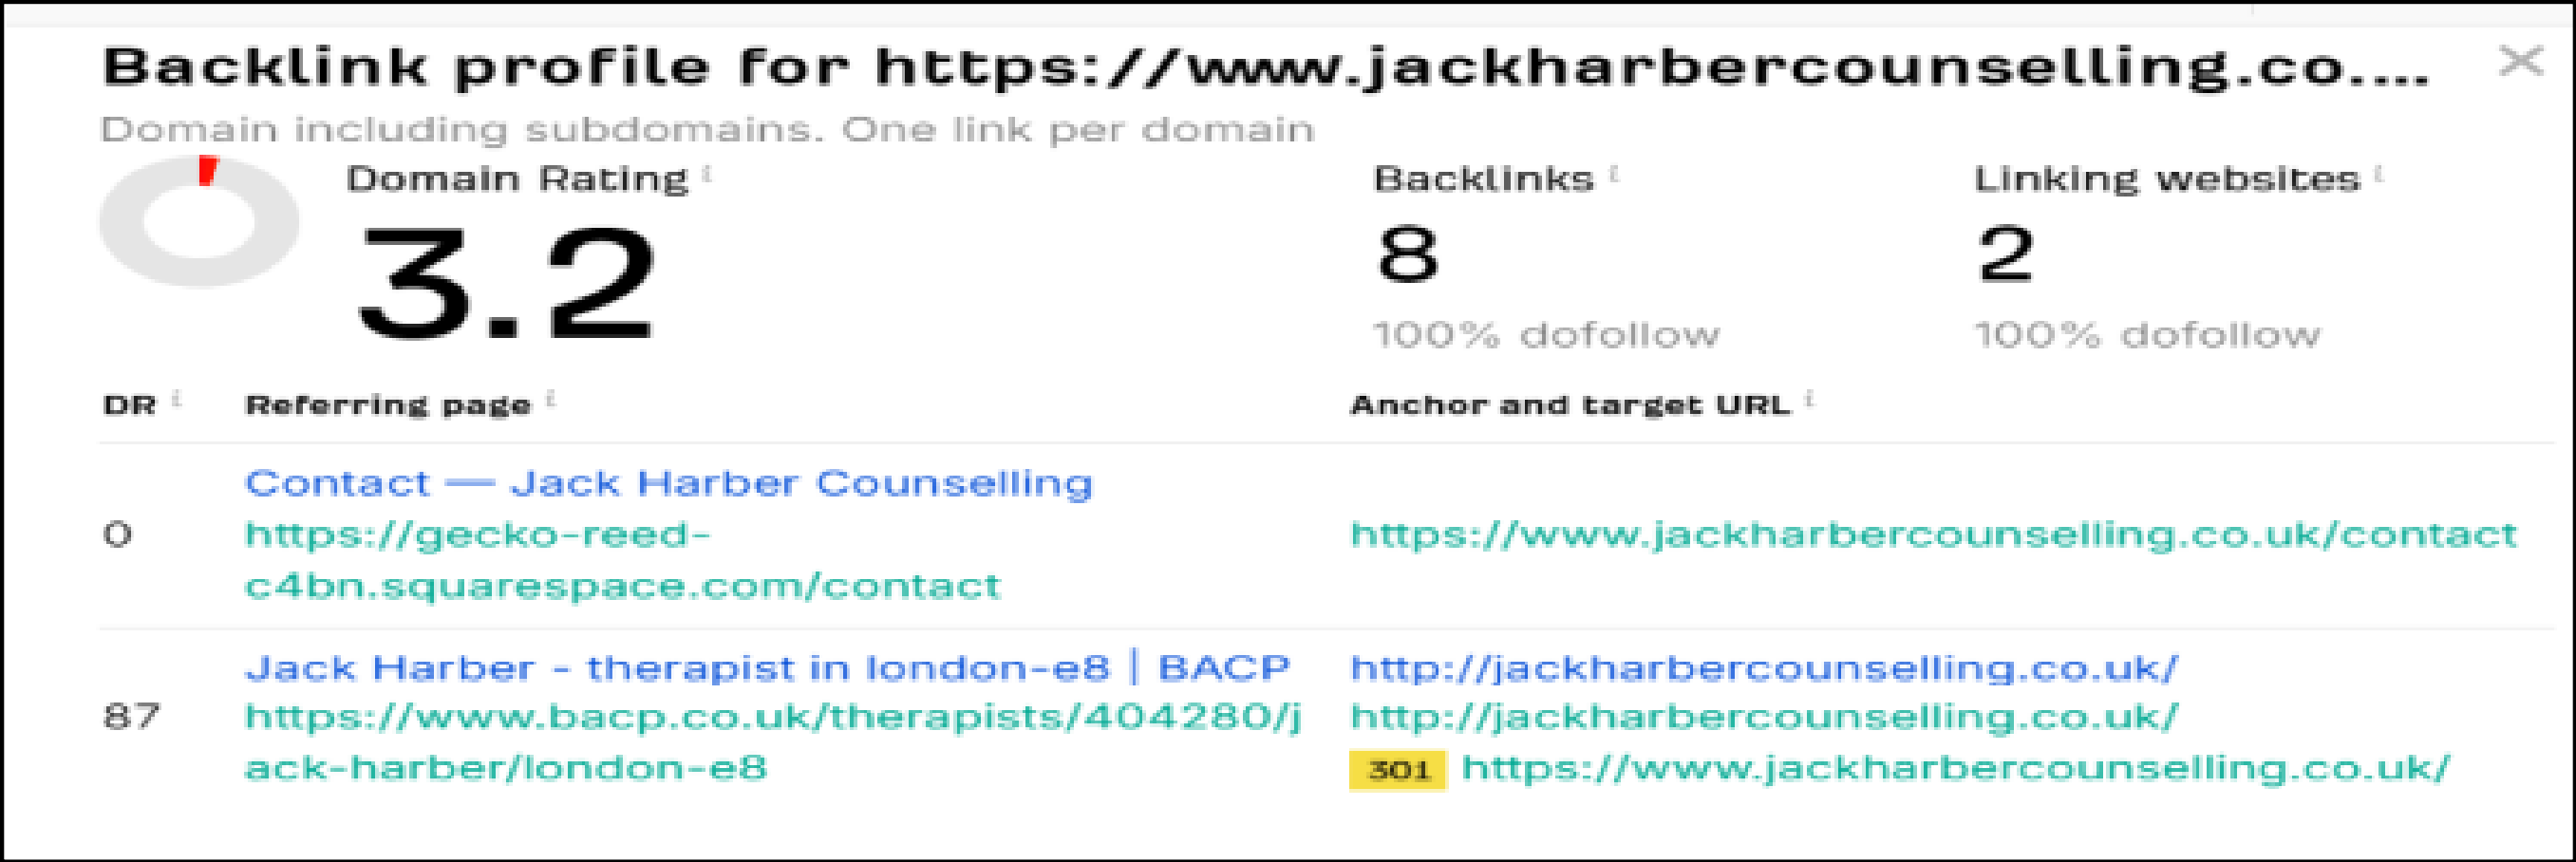 Backlink profile for https://www.jackharbercounselling.co....
Domain including subdomains. One link per domain
Domain Rating i
Backlinks i
Linking websites i
3.2
8
2
100% dofollow
100% dofollow
DR i
Referring page i
Anchor and target URL i
Contact — Jack Harber Counselling
0
https://gecko-reed-
c4bn.squarespace.com/contact
https://www.jackharbercounselling.co.uk/contact
Jack Harber - therapist in london-e8 | BACP
87
https://www.bacp.co.uk/therapists/404280/j
ack-harber/london-e8
http://jackharbercounselling.co.uk/
http://jackharbercounselling.co.uk/
301 https://www.jackharbercounselling.co.uk/